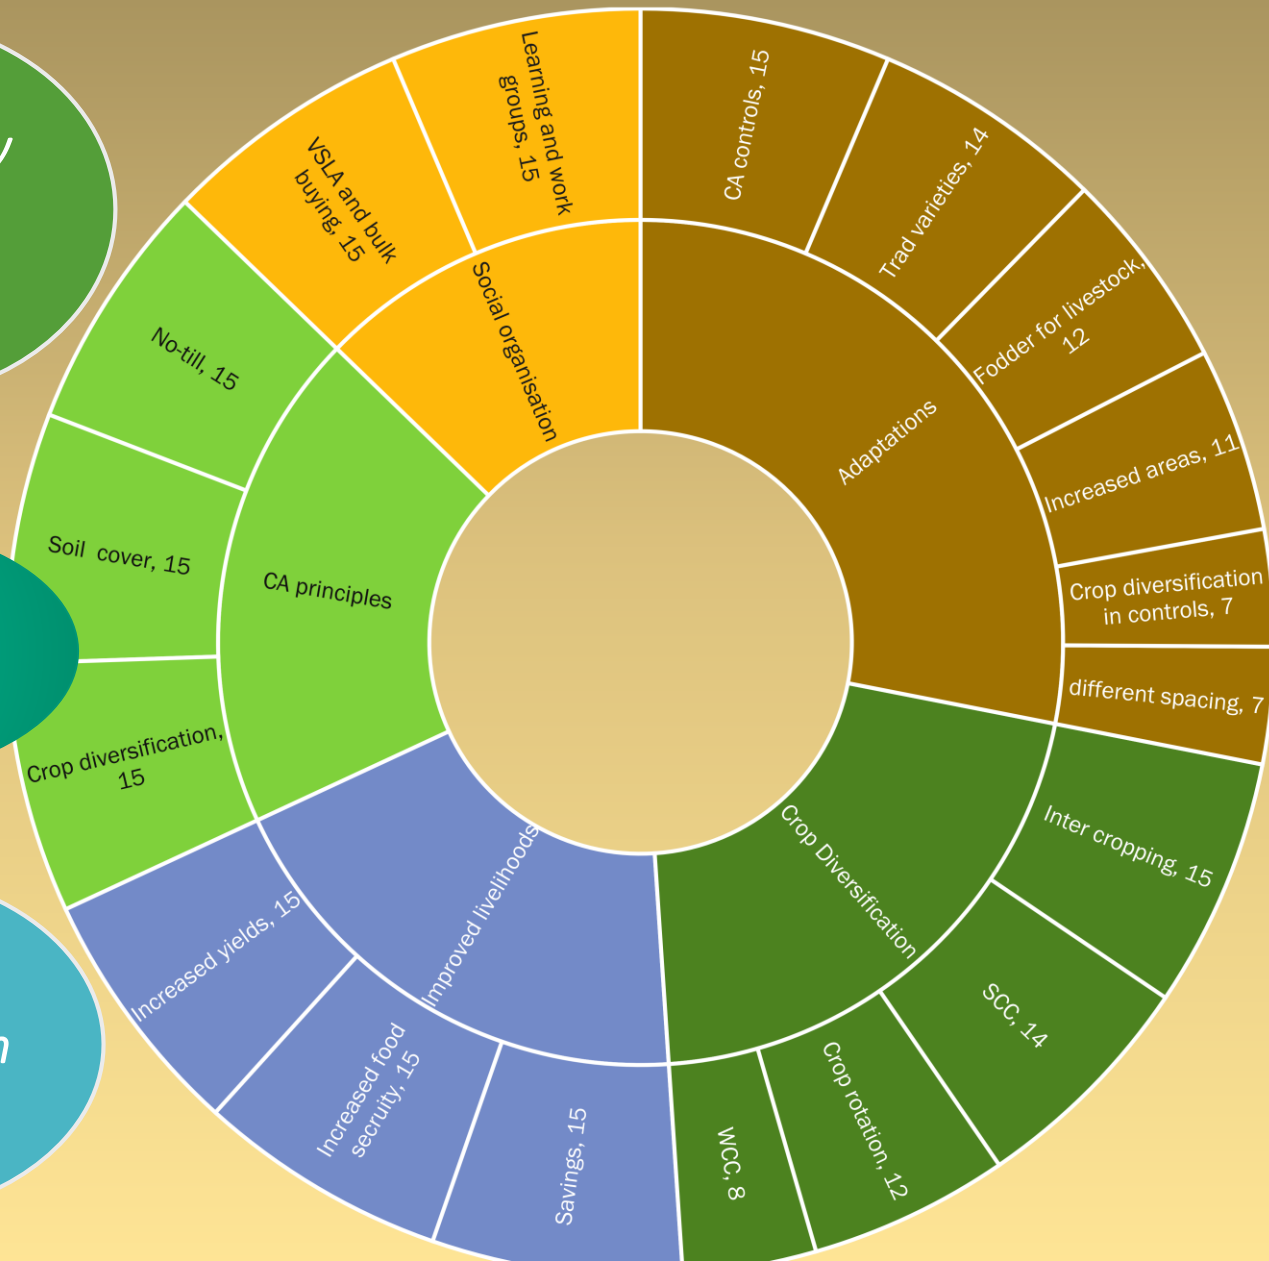 Learning and work
groups, 15
CA controls, 15
Trad varieties, 14
Fodder for livestock,
12
Increased areas, 11
Crop diversification
in controls, 7
different spacing, 7
Inter cropping, 15
SCC, 14
Crop rotation, 12
WCC, 8
Savings, 15
Increased food
secruity, 15
Increased yields, 15
Crop diversification,
15
Soil  cover, 15
No-till, 15
VSLA and bulk
buying, 15
Social organisation
Adaptations
Crop Diversification
Improved livelihoods
CA principles